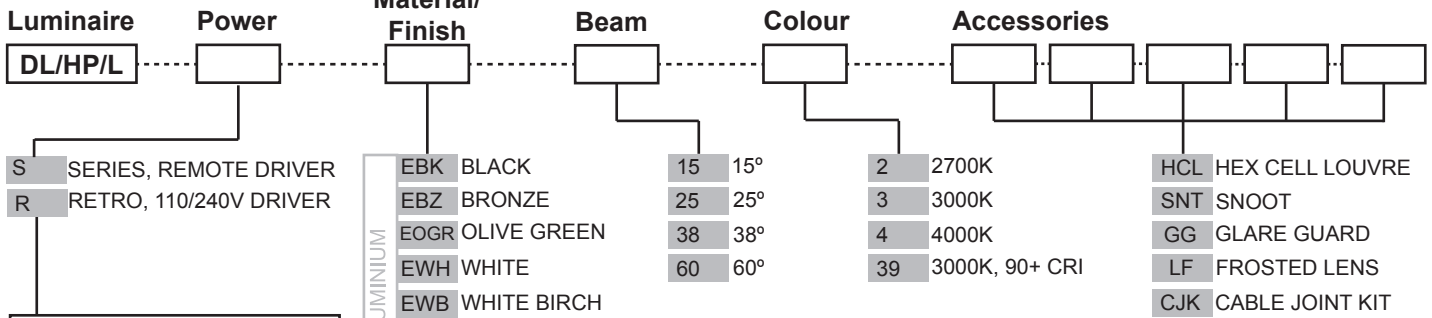 Material/
Luminaire Power Finish Beam Colour Accessories
DL/HP/L
S SERIES, REMOTE DRIVER EBK BLACK 15 15º 2 2700K HCL HEX CELL LOUVRE
R RETRO, 110/240V DRIVER EBZ BRONZE 25 25º 3 3000K SNT SNOOT
EOGR OLIVE GREEN 38 38º 4 4000K GG GLARE GUARD
EWH WHITE 60 60º 39 3000K, 90+ CRI LF FROSTED LENS
EWB WHITE BIRCH CJK CABLE JOINT KIT